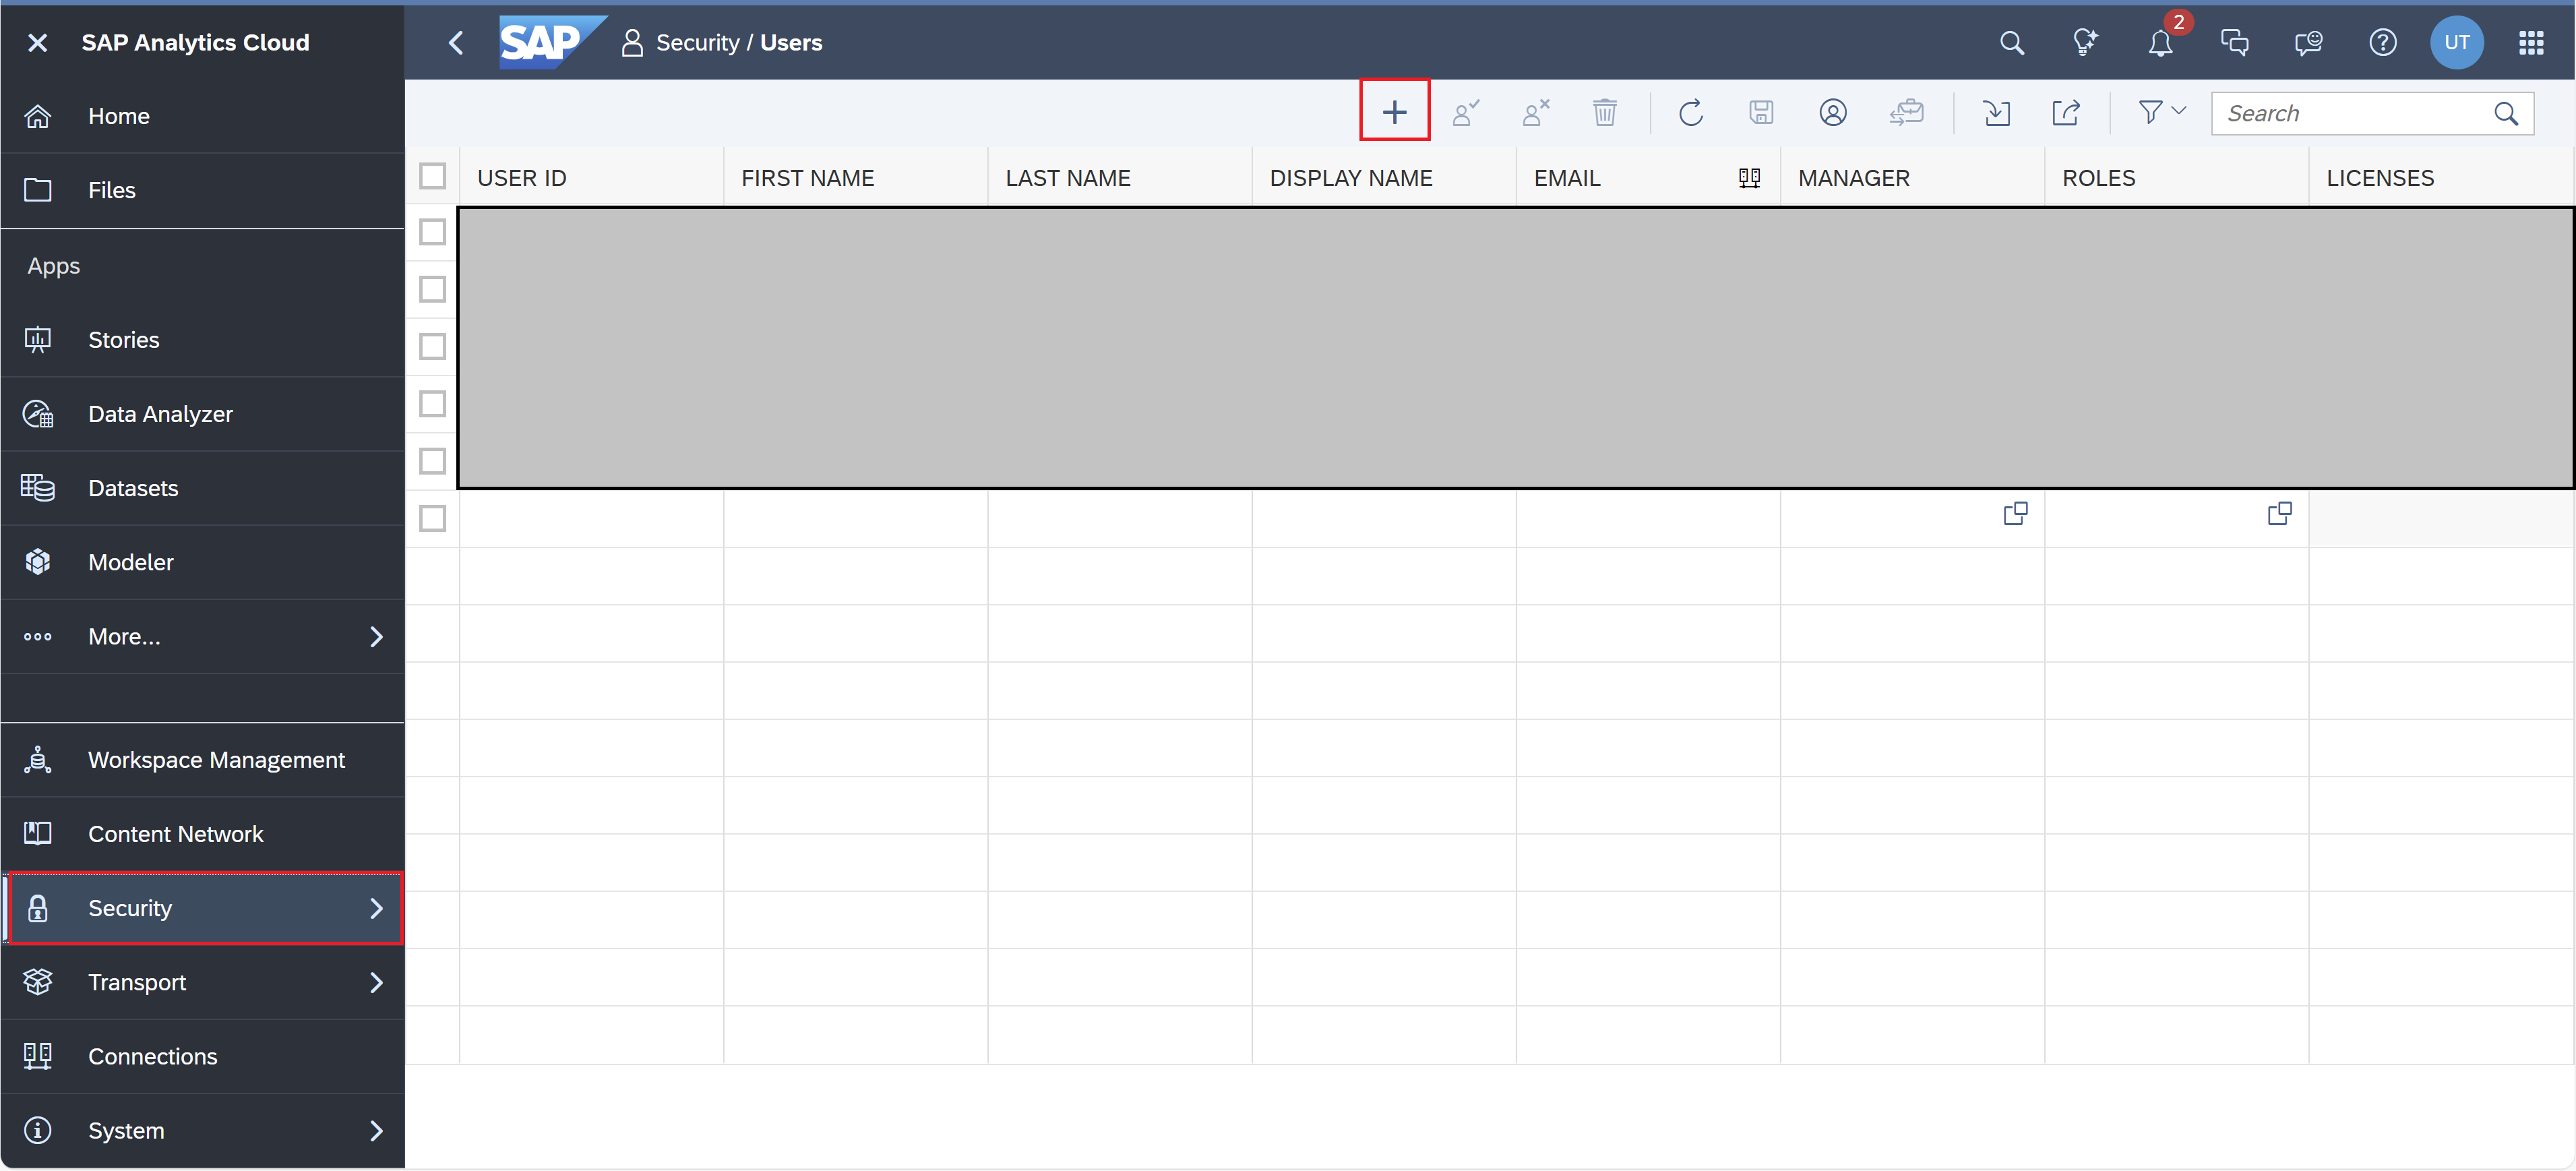 SAP Analytics Cloud
SAP Security / Users
2
UT
Home
Files
Apps
Stories
Data Analyzer
Datasets
Modeler
More...
Workspace Management
Content Network
Security
Transport
Connections
System
Search
USER ID FIRST NAME LAST NAME DISPLAY NAME EMAIL MANAGER ROLES LICENSES